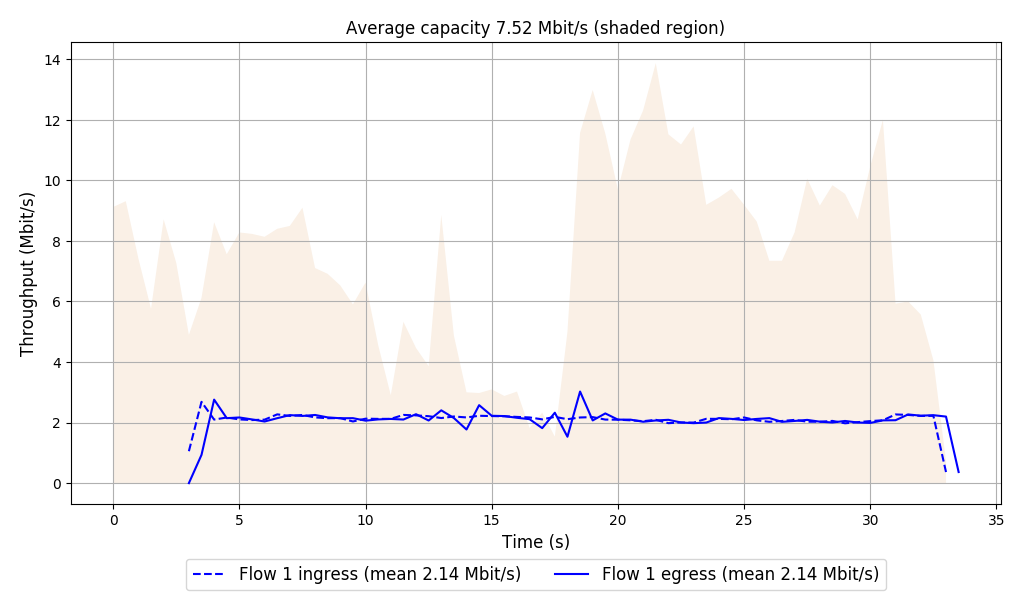 Average capacity 7.52 Mbit/s (shaded region)
Throughput (Mbit/s)
14
12
10
8
6
4
2
0
0 5 10 15 20 25 30 35
Time (s)
Flow 1 ingress (mean 2.14 Mbit/s) Flow 1 egress (mean 2.14 Mbit/s)